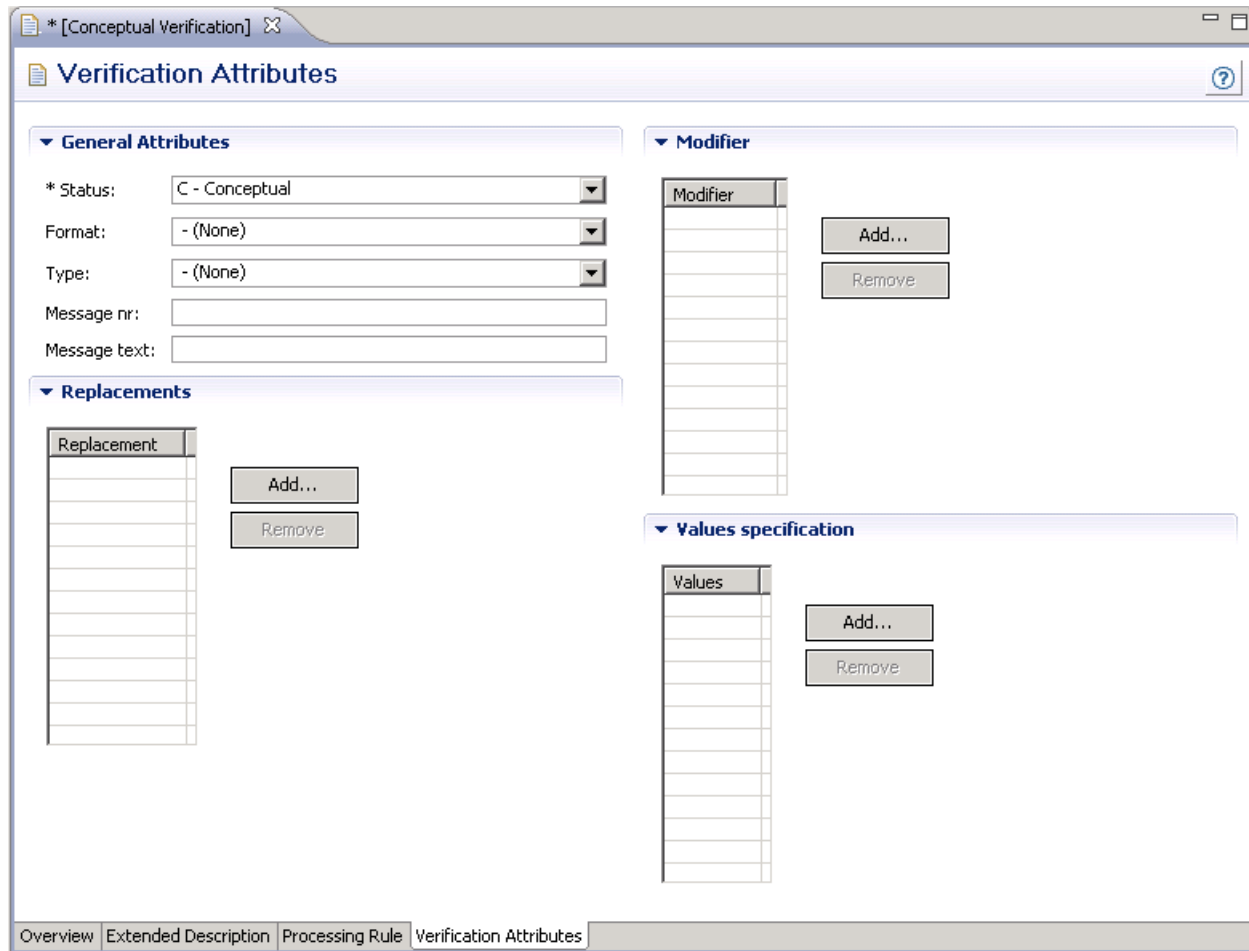 * [Conceptual Verification]
Verification Attributes
?
General Attributes
* Status: C - Conceptual
Format: - (None)
Type: - (None)
Message nr:
Message text:
Replacements
Replacement
Add...
Remove
Modifier
Modifier
Add...
Remove
Values specification
Values
Add...
Remove
Overview Extended Description Processing Rule Verification Attributes